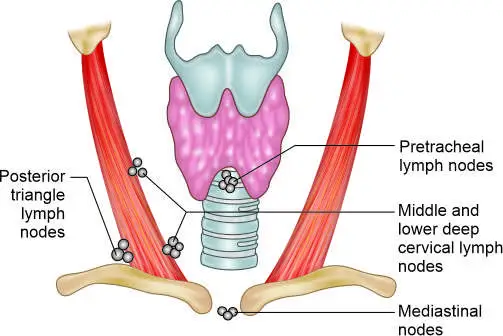 Posterior
triangle
lymph
nodes
Pretracheal
lymph nodes
Middle and
lower deep
cervical lymph
nodes
Mediastinal
nodes